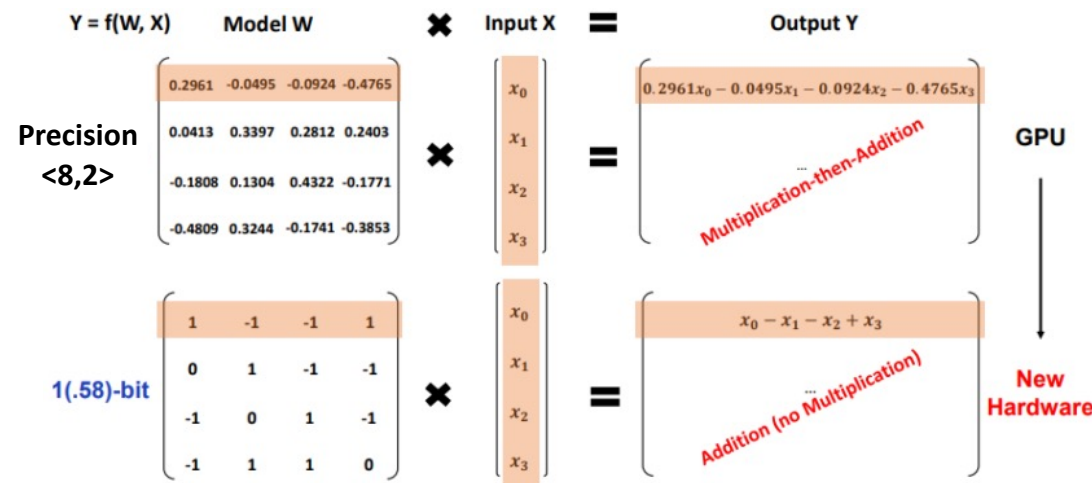 Y = f(W, X) Model W ✖ Input X = Output Y
Precision <8,2>
0.2961 -0.0495 -0.0924 -0.4765
0.0413 0.3397 0.2812 0.2403
-0.1808 0.1304 0.4322 -0.1771
-0.4809 0.3244 -0.1741 -0.3853
✖
x₀
x₁
x₂
x₃
=
0.2961x₀ − 0.0495x₁ − 0.0924x₂ − 0.4765x₃
...
Multiplication-then-Addition
GPU
1(.58)-bit
1 -1 -1 1
0 1 -1 -1
-1 0 1 -1
-1 1 1 0
✖
x₀
x₁
x₂
x₃
=
x₀ − x₁ − x₂ + x₃
...
Addition (no Multiplication)
New
Hardware